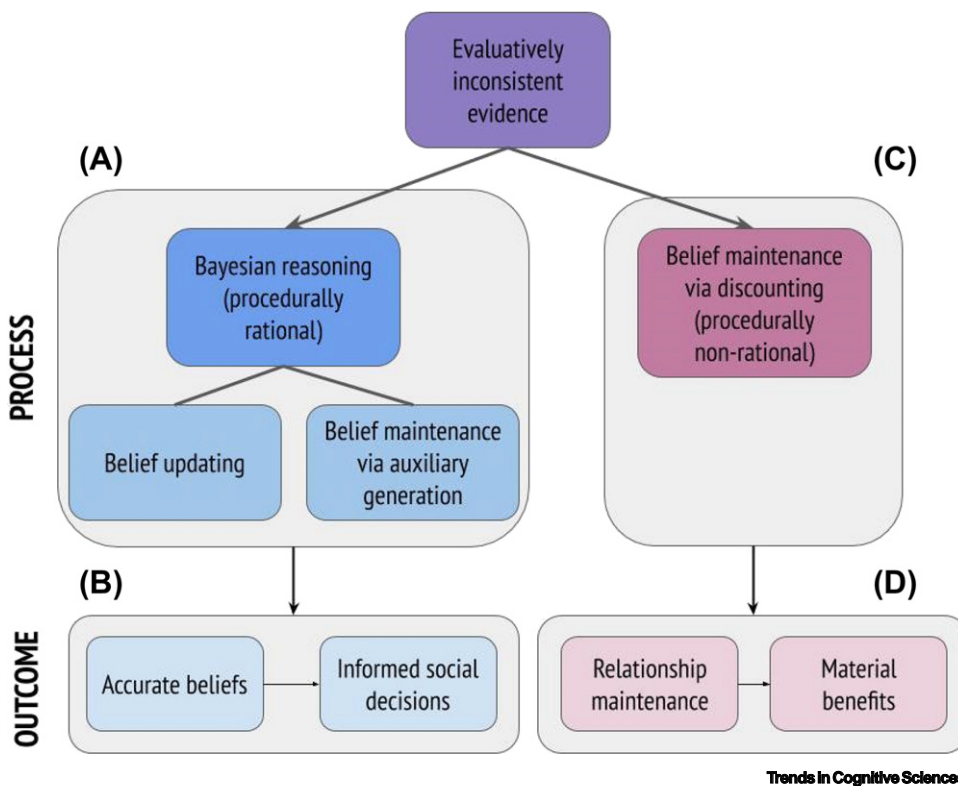 Evaluatively
inconsistent
evidence
(A)
(C)
PROCESS
Bayesian reasoning
(procedurally
rational)
Belief maintenance
via discounting
(procedurally
non-rational)
Belief updating
Belief maintenance
via auxiliary
generation
(B)
(D)
OUTCOME
Accurate beliefs
Informed social
decisions
Relationship
maintenance
Material
benefits
Trends in Cognitive Sciences